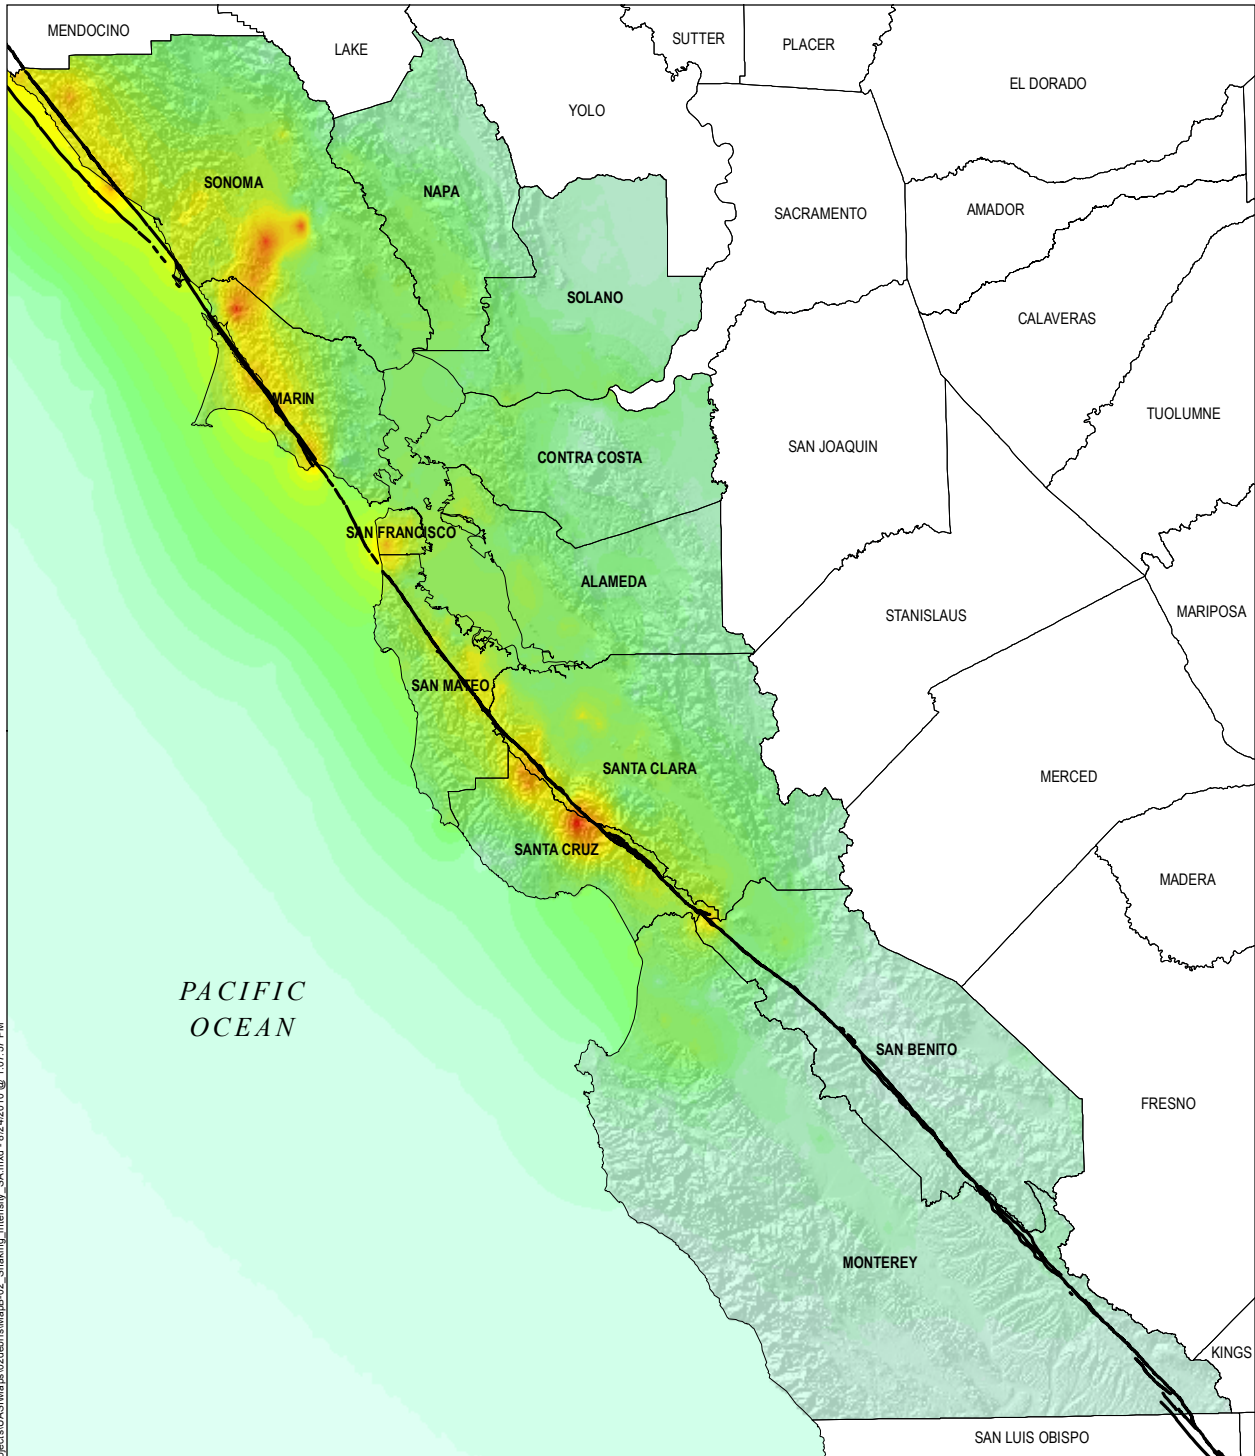 MENDOCINO
LAKE
SUTTER
PLACER
EL DORADO
YOLO
SONOMA
NAPA
SACRAMENTO
AMADOR
SOLANO
CALAVERAS
MARIN
TUOLUMNE
SAN JOAQUIN
CONTRA COSTA
SAN FRANCISCO
ALAMEDA
STANISLAUS
MARIPOSA
SAN MATEO
SANTA CLARA
MERCED
SANTA CRUZ
MADERA
PACIFIC
OCEAN
SAN BENITO
FRESNO
MONTEREY
KINGS
SAN LUIS OBISPO